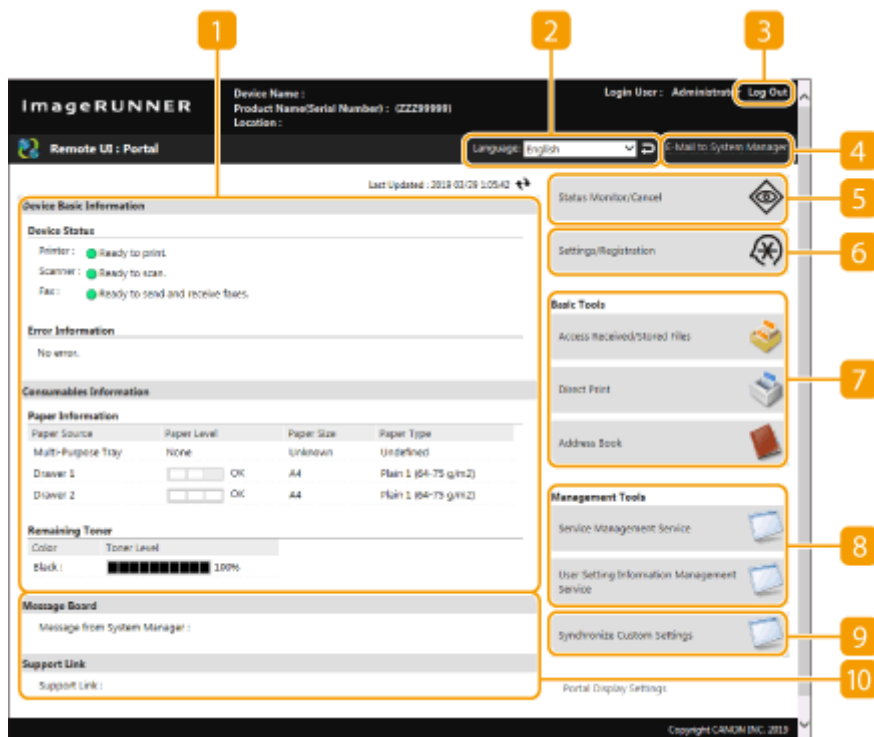 1 2 3
imageRUNNER
Device Name :
Product Name(Serial Number) : (ZZZ99999)
Location :
Login User : Administrator Log Out
Remote UI : Portal
Language: English
E-Mail to System Manager
4
Last Updated : 2019 03/29 1:05:42
Device Basic Information
Device Status
Printer : Ready to print.
Scanner : Ready to scan.
Fax : Ready to send and receive faxes.
Error Information
No error.
Consumables Information
Paper Information
Paper Source Paper Level Paper Size Paper Type
Multi-Purpose Tray None Unknown Undefined
Drawer 1 OK A4 Plain 1 (64-75 g/m2)
Drawer 2 OK A4 Plain 1 (64-75 g/m2)
Remaining Toner
Color Toner Level
Black : 100%
Message Board
Message from System Manager :
Support Link
Support Link :
Status Monitor/Cancel
5
Settings/Registration
6
Basic Tools
Access Received/Stored Files
Direct Print
7
Address Book
Management Tools
Service Management Service
8
User Setting Information Management
Service
Synchronize Custom Settings
9
10
Portal Display Settings
Copyright CANON INC. 2019